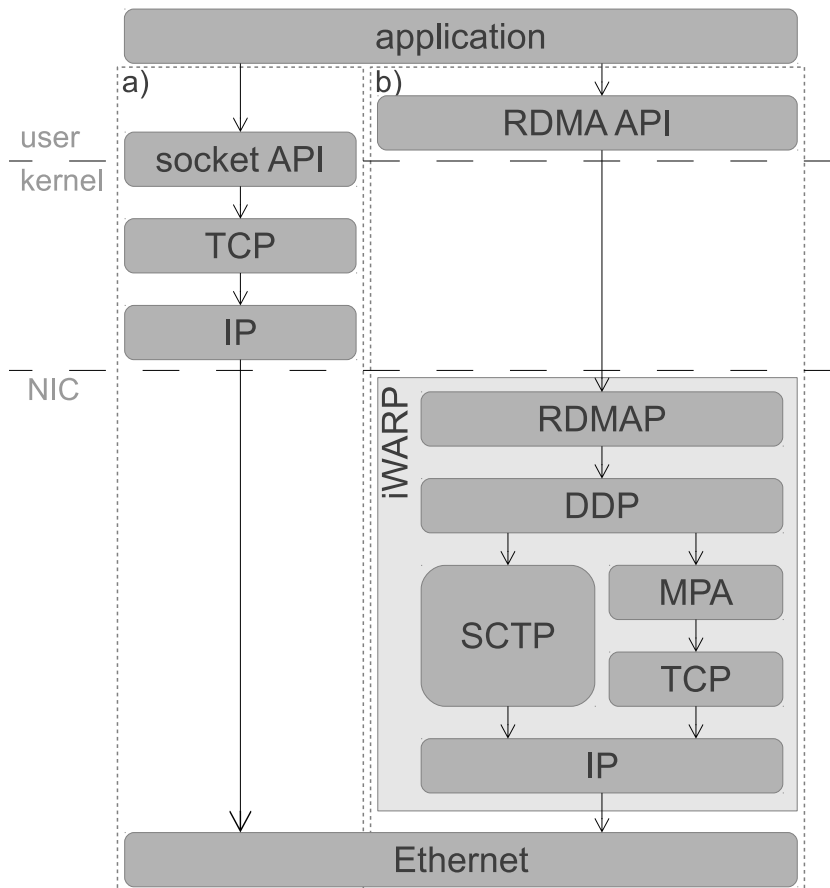 application
a)
b)
RDMA API
user
socket API
kernel
TCP
IP
NIC
iWARP
RDMAP
DDP
SCTP
MPA
TCP
IP
Ethernet